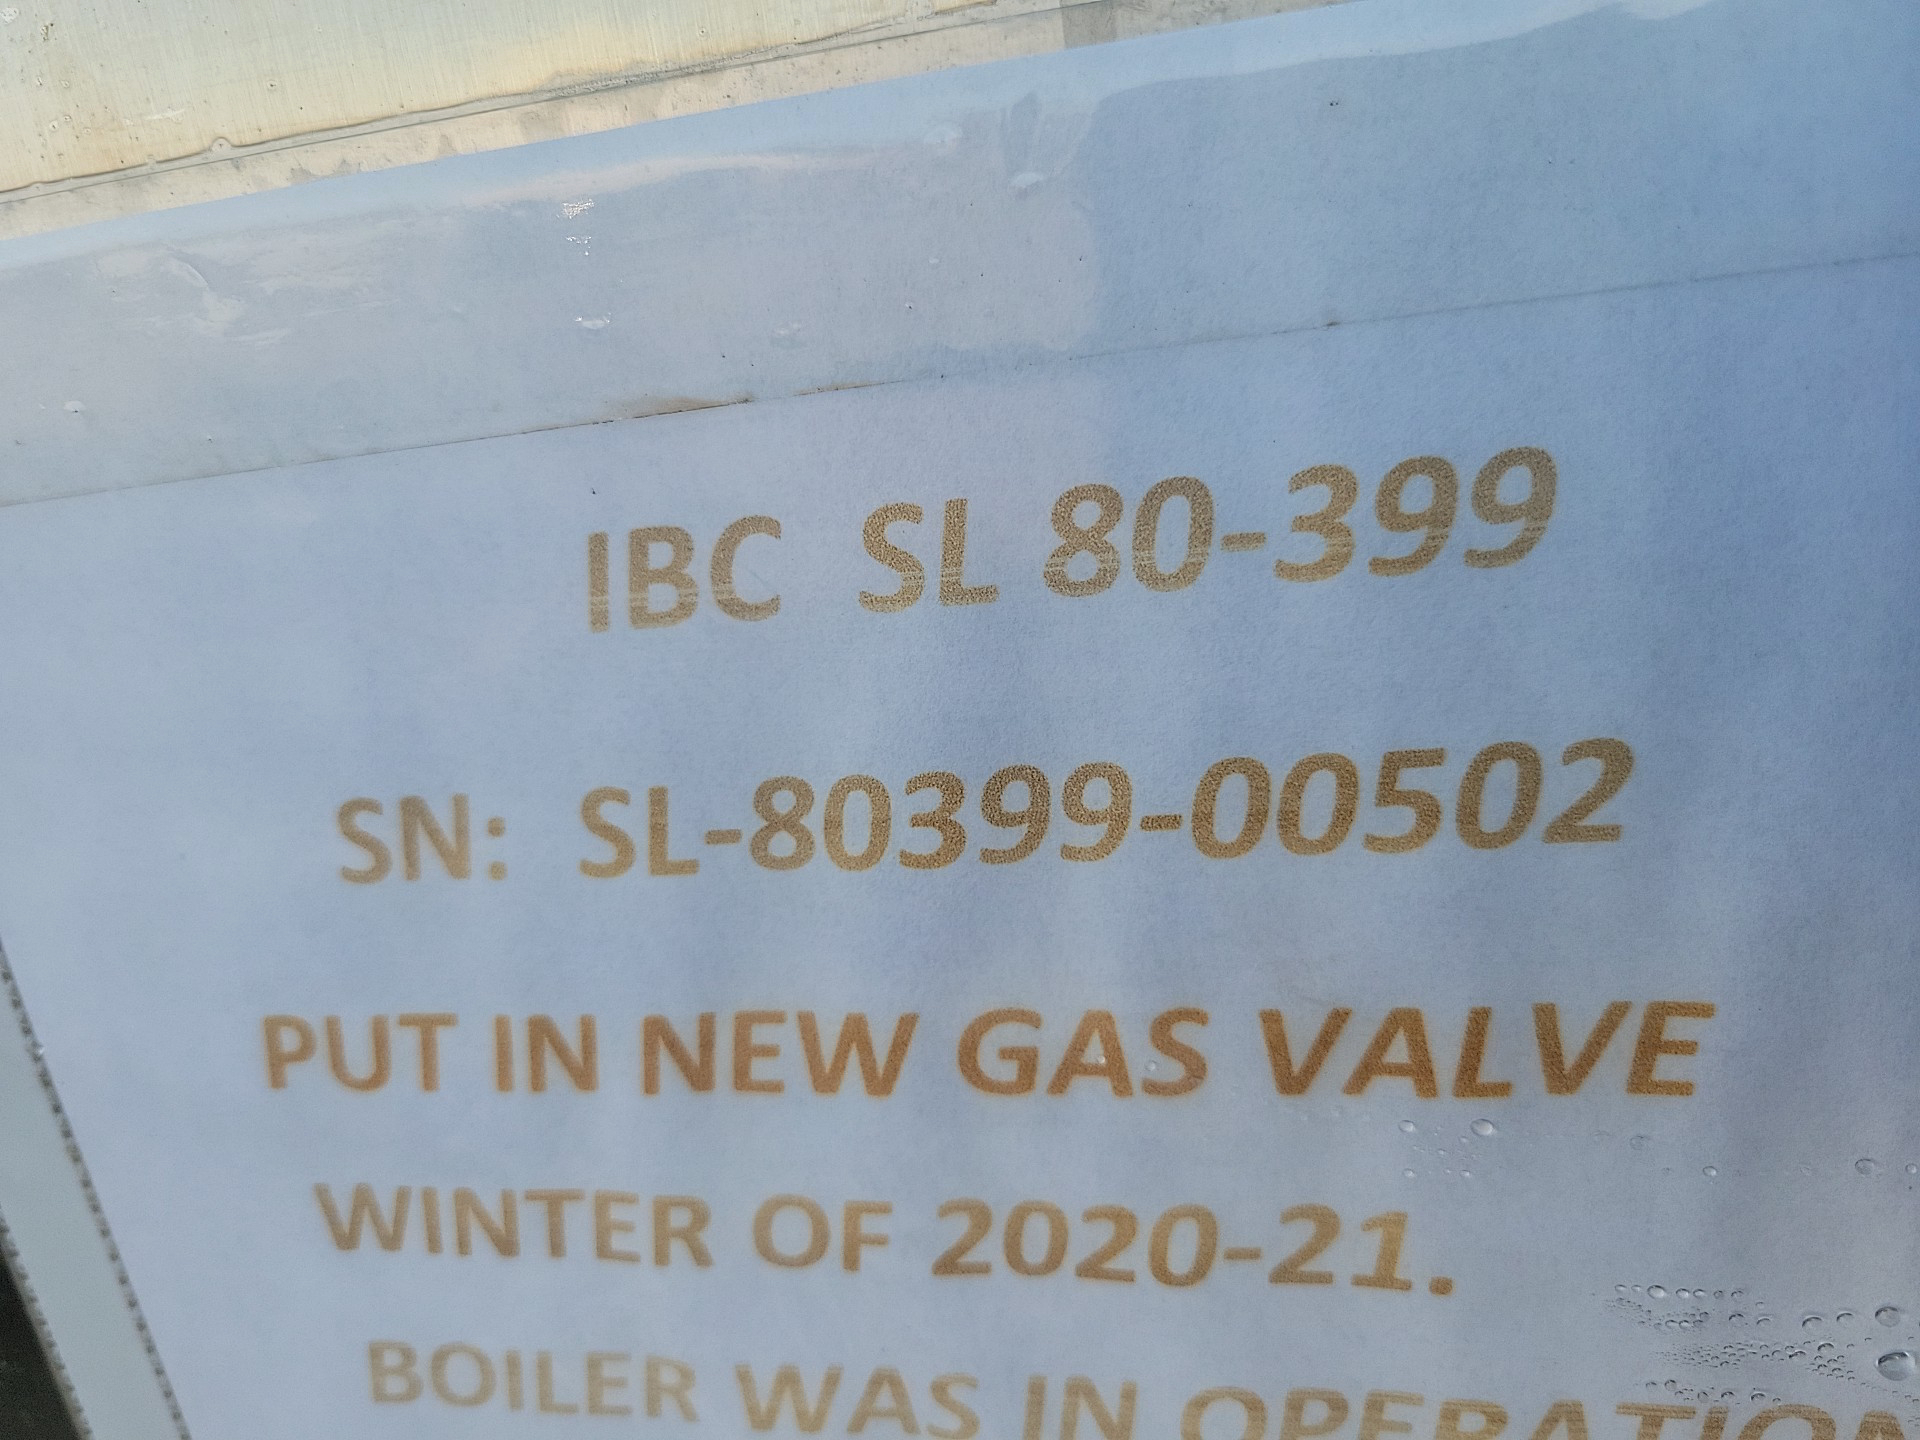 IBC SL 80-399
SN: SL-80399-00502
PUT IN NEW GAS VALVE
WINTER OF 2020-21.
BOILER WAS IN OPERATION